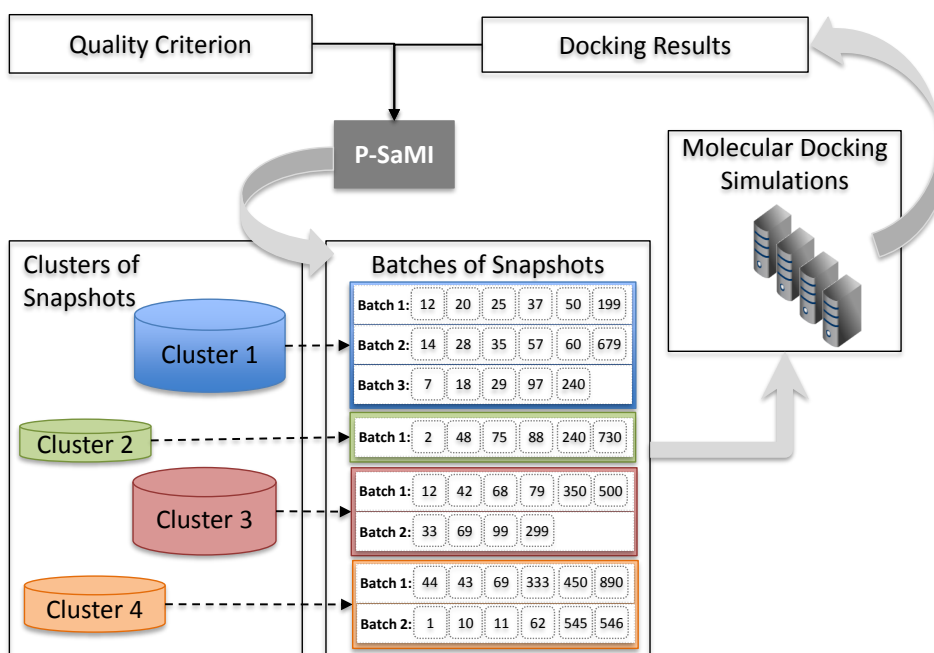 Quality Criterion
Docking Results
P-SaMI
Molecular Docking
Simulations
Clusters of
Snapshots
Cluster 1
Cluster 2
Cluster 3
Cluster 4
Batches of Snapshots
Batch 1: 12 20 25 37 50 199
Batch 2: 14 28 35 57 60 679
Batch 3: 7 18 29 97 240
Batch 1: 2 48 75 88 240 730
Batch 1: 12 42 68 79 350 500
Batch 2: 33 69 99 299
Batch 1: 44 43 69 333 450 890
Batch 2: 1 10 11 62 545 546